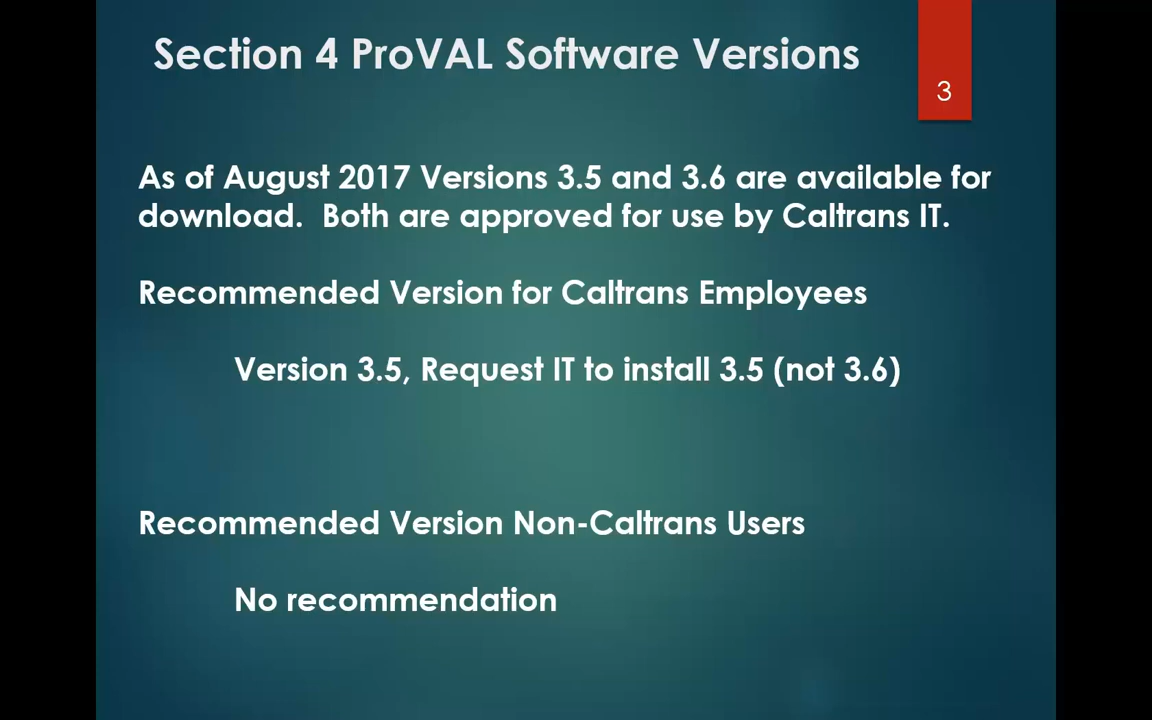 Section 4 ProVAL Software Versions
3
As of August 2017 Versions 3.5 and 3.6 are available for
download.  Both are approved for use by Caltrans IT.
Recommended Version for Caltrans Employees
Version 3.5, Request IT to install 3.5 (not 3.6)
Recommended Version Non-Caltrans Users
No recommendation